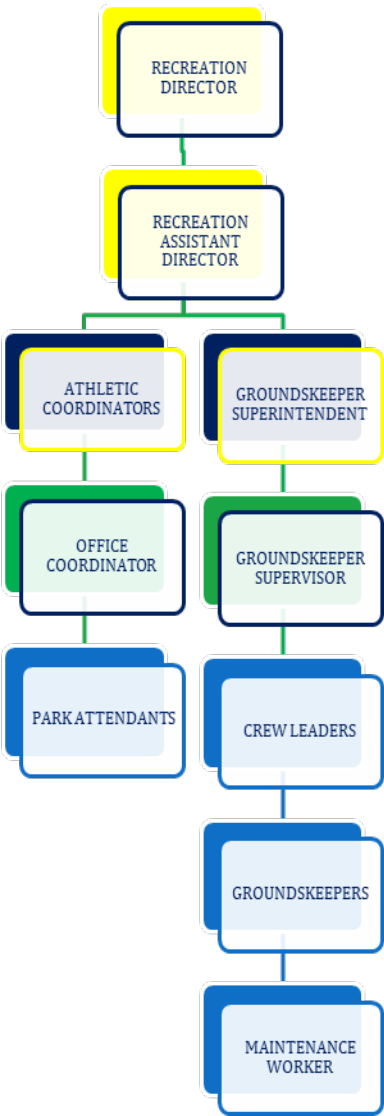 RECREATION
DIRECTOR
RECREATION
ASSISTANT
DIRECTOR
ATHLETIC
COORDINATORS
GROUNDSKEEPER
SUPERINTENDENT
OFFICE
COORDINATOR
GROUNDSKEEPER
SUPERVISOR
PARK ATTENDANTS
CREW LEADERS
GROUNDSKEEPERS
MAINTENANCE
WORKER